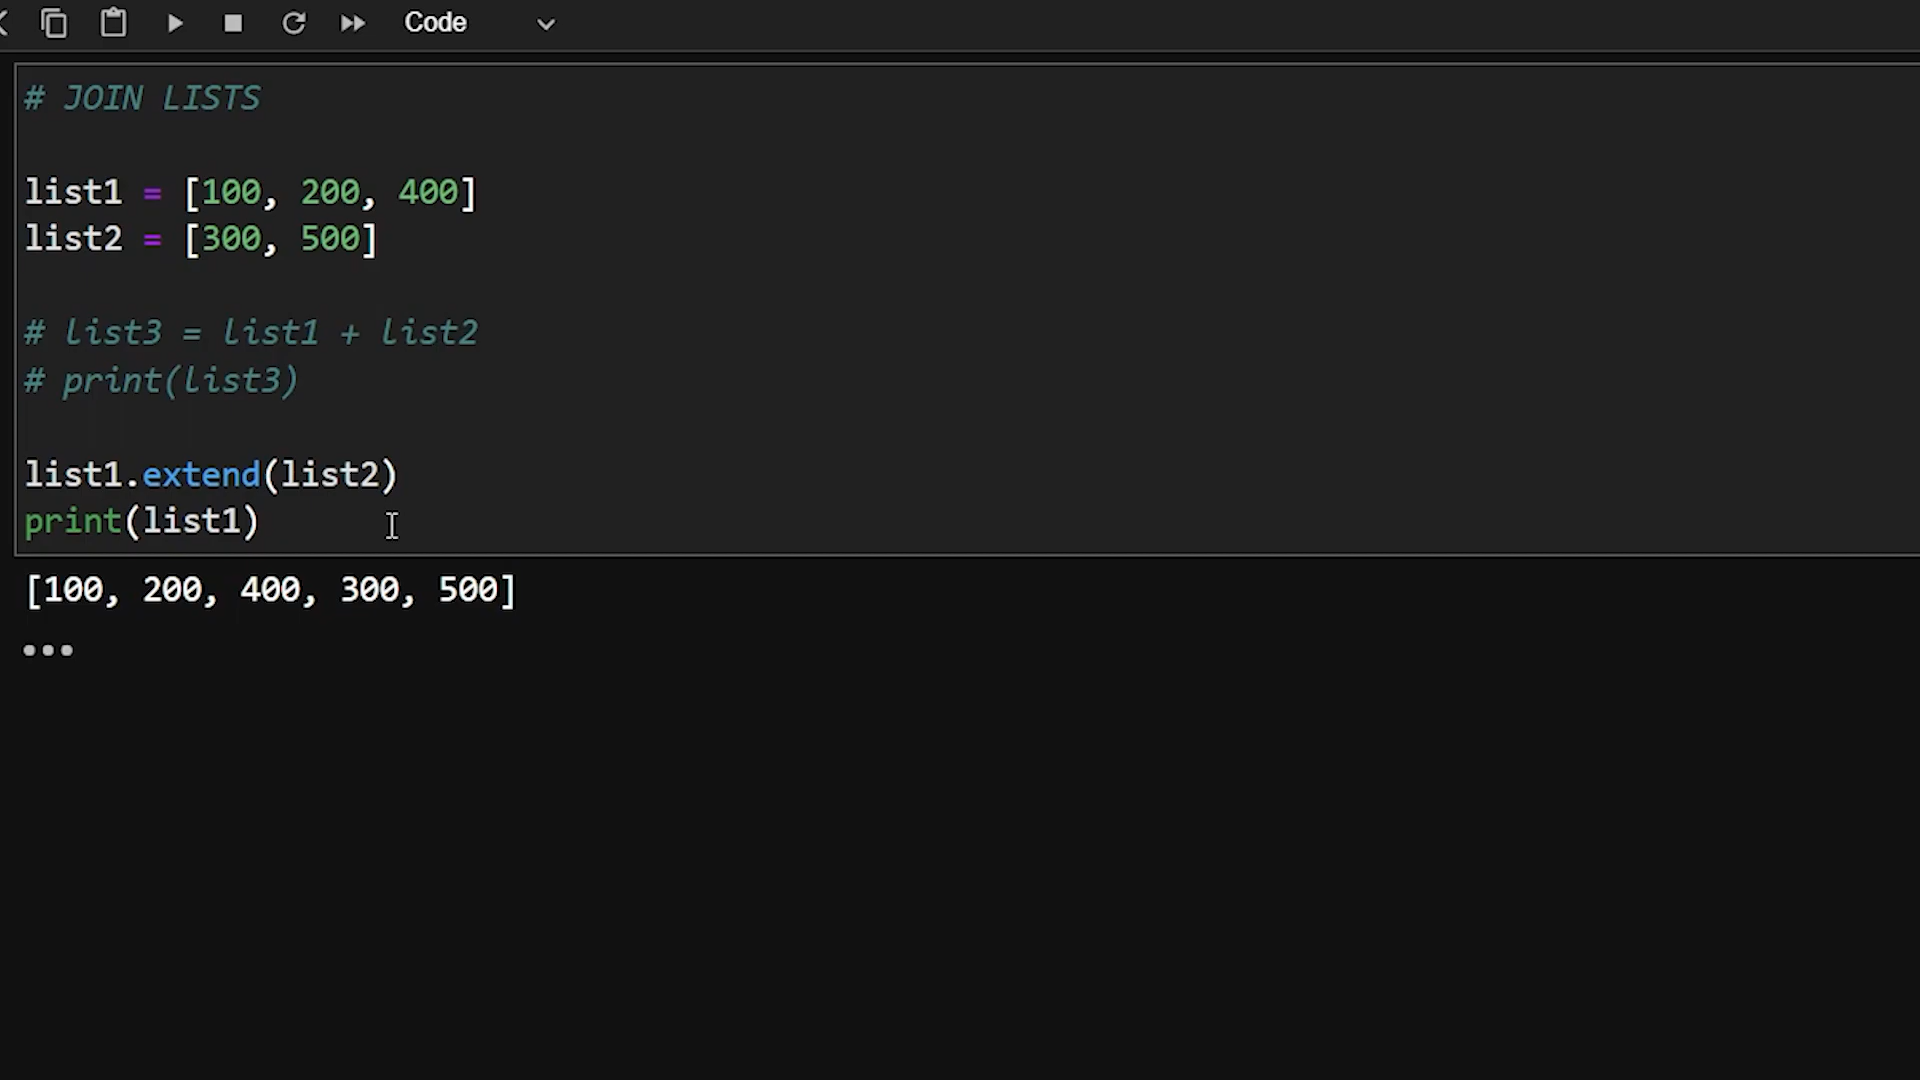 Code
# JOIN LISTS
list1 = [100, 200, 400]
list2 = [300, 500]
# list3 = list1 + list2
# print(list3)
list1.extend(list2)
print(list1)
[100, 200, 400, 300, 500]